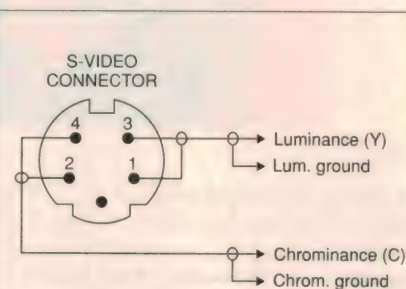 S-VIDEO
CONNECTOR
4 3
2 1
Luminance (Y)
Lum. ground
Chrominance (C)
Chrom. ground